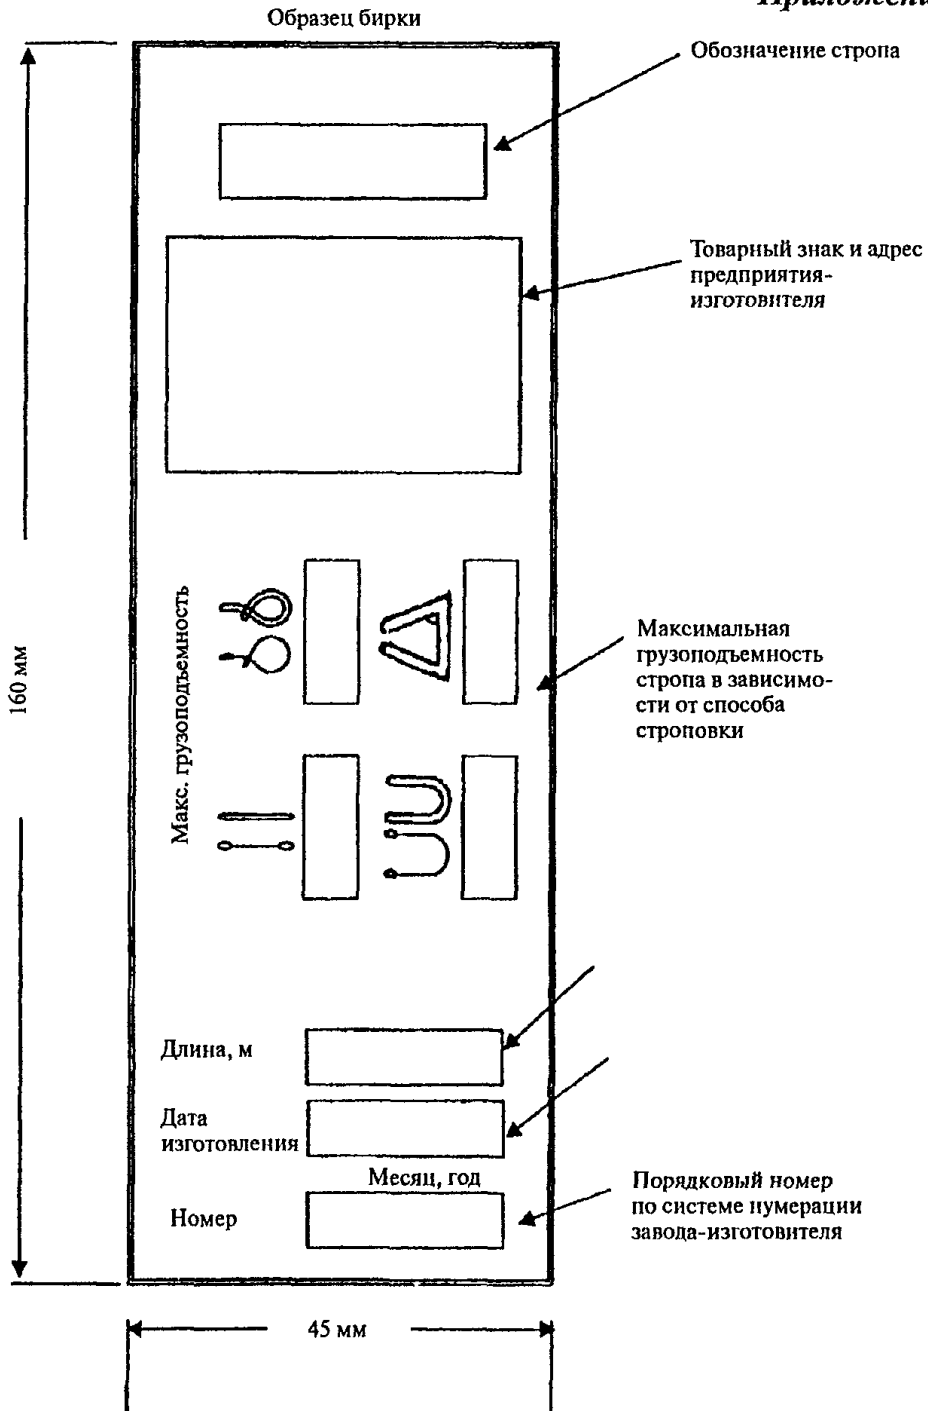 Образец бирки
Обозначение стропа
Товарный знак и адрес
предприятия-
изготовителя
Макс. грузоподъемность
Максимальная
грузоподъемность
стропа в зависимо-
сти от способа
строповки
160 мм
Длина, м
Дата
изготовления
Месяц, год
Номер
Порядковый номер
по системе нумерации
завода-изготовителя
45 мм